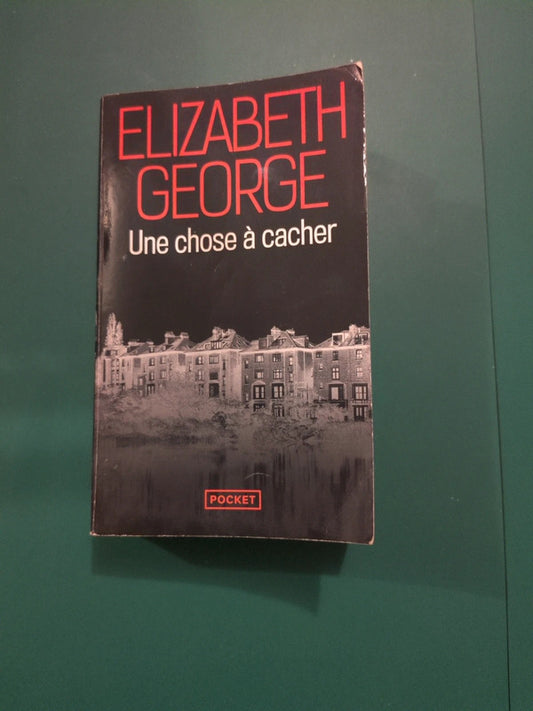 ELIZABETH
GEORGE
Une chose à cacher
POCKET